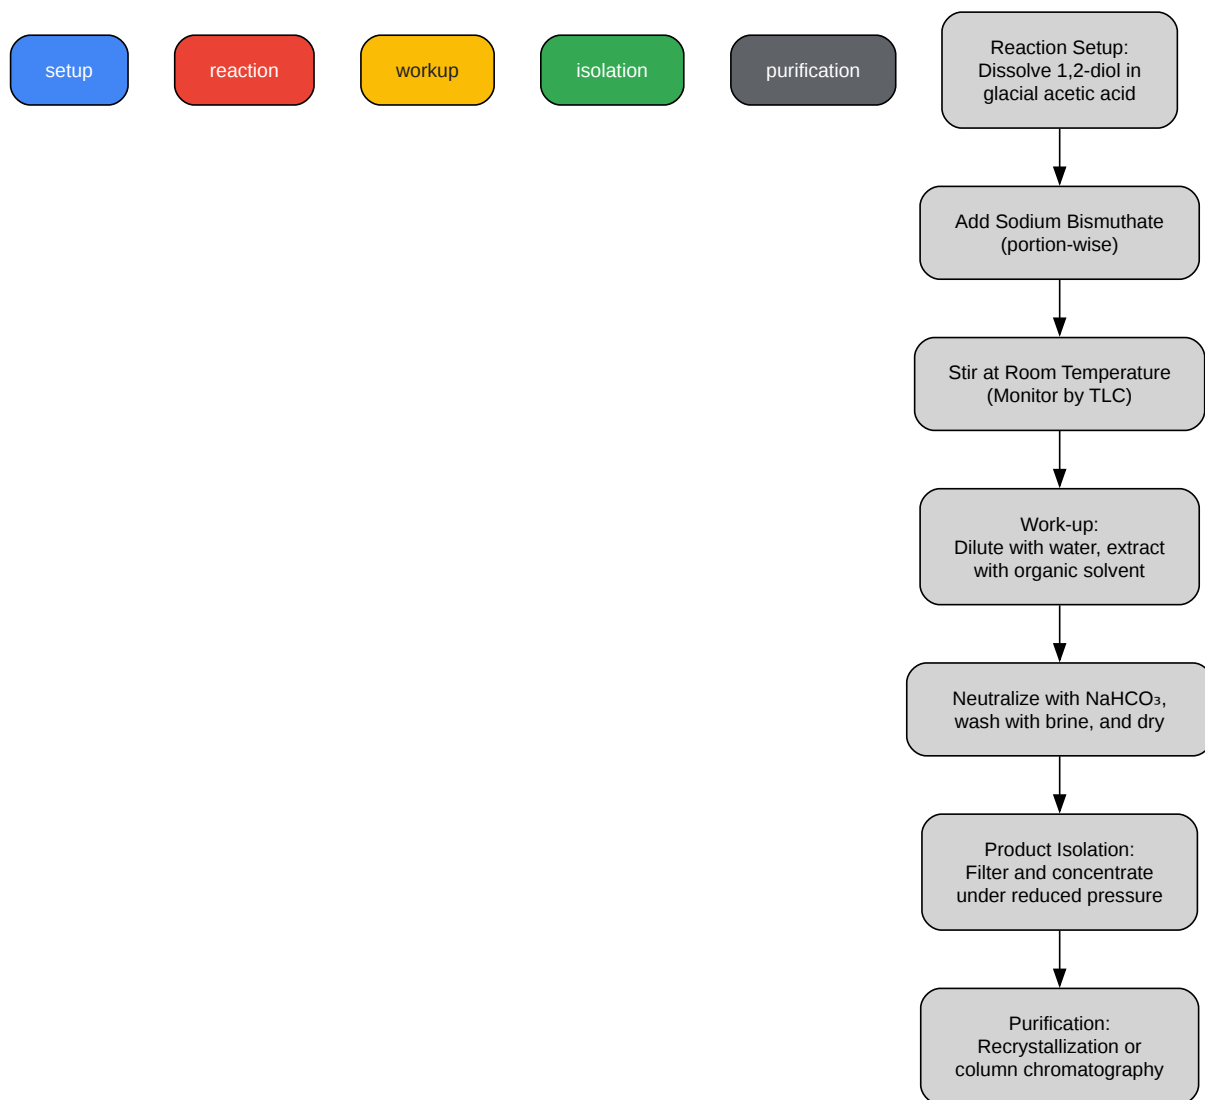 setup
reaction
workup
isolation
purification
Reaction Setup:
Dissolve 1,2-diol in
glacial acetic acid
Add Sodium Bismuthate
(portion-wise)
Stir at Room Temperature
(Monitor by TLC)
Work-up:
Dilute with water, extract
with organic solvent
Neutralize with NaHCO₃,
wash with brine, and dry
Product Isolation:
Filter and concentrate
under reduced pressure
Purification:
Recrystallization or
column chromatography